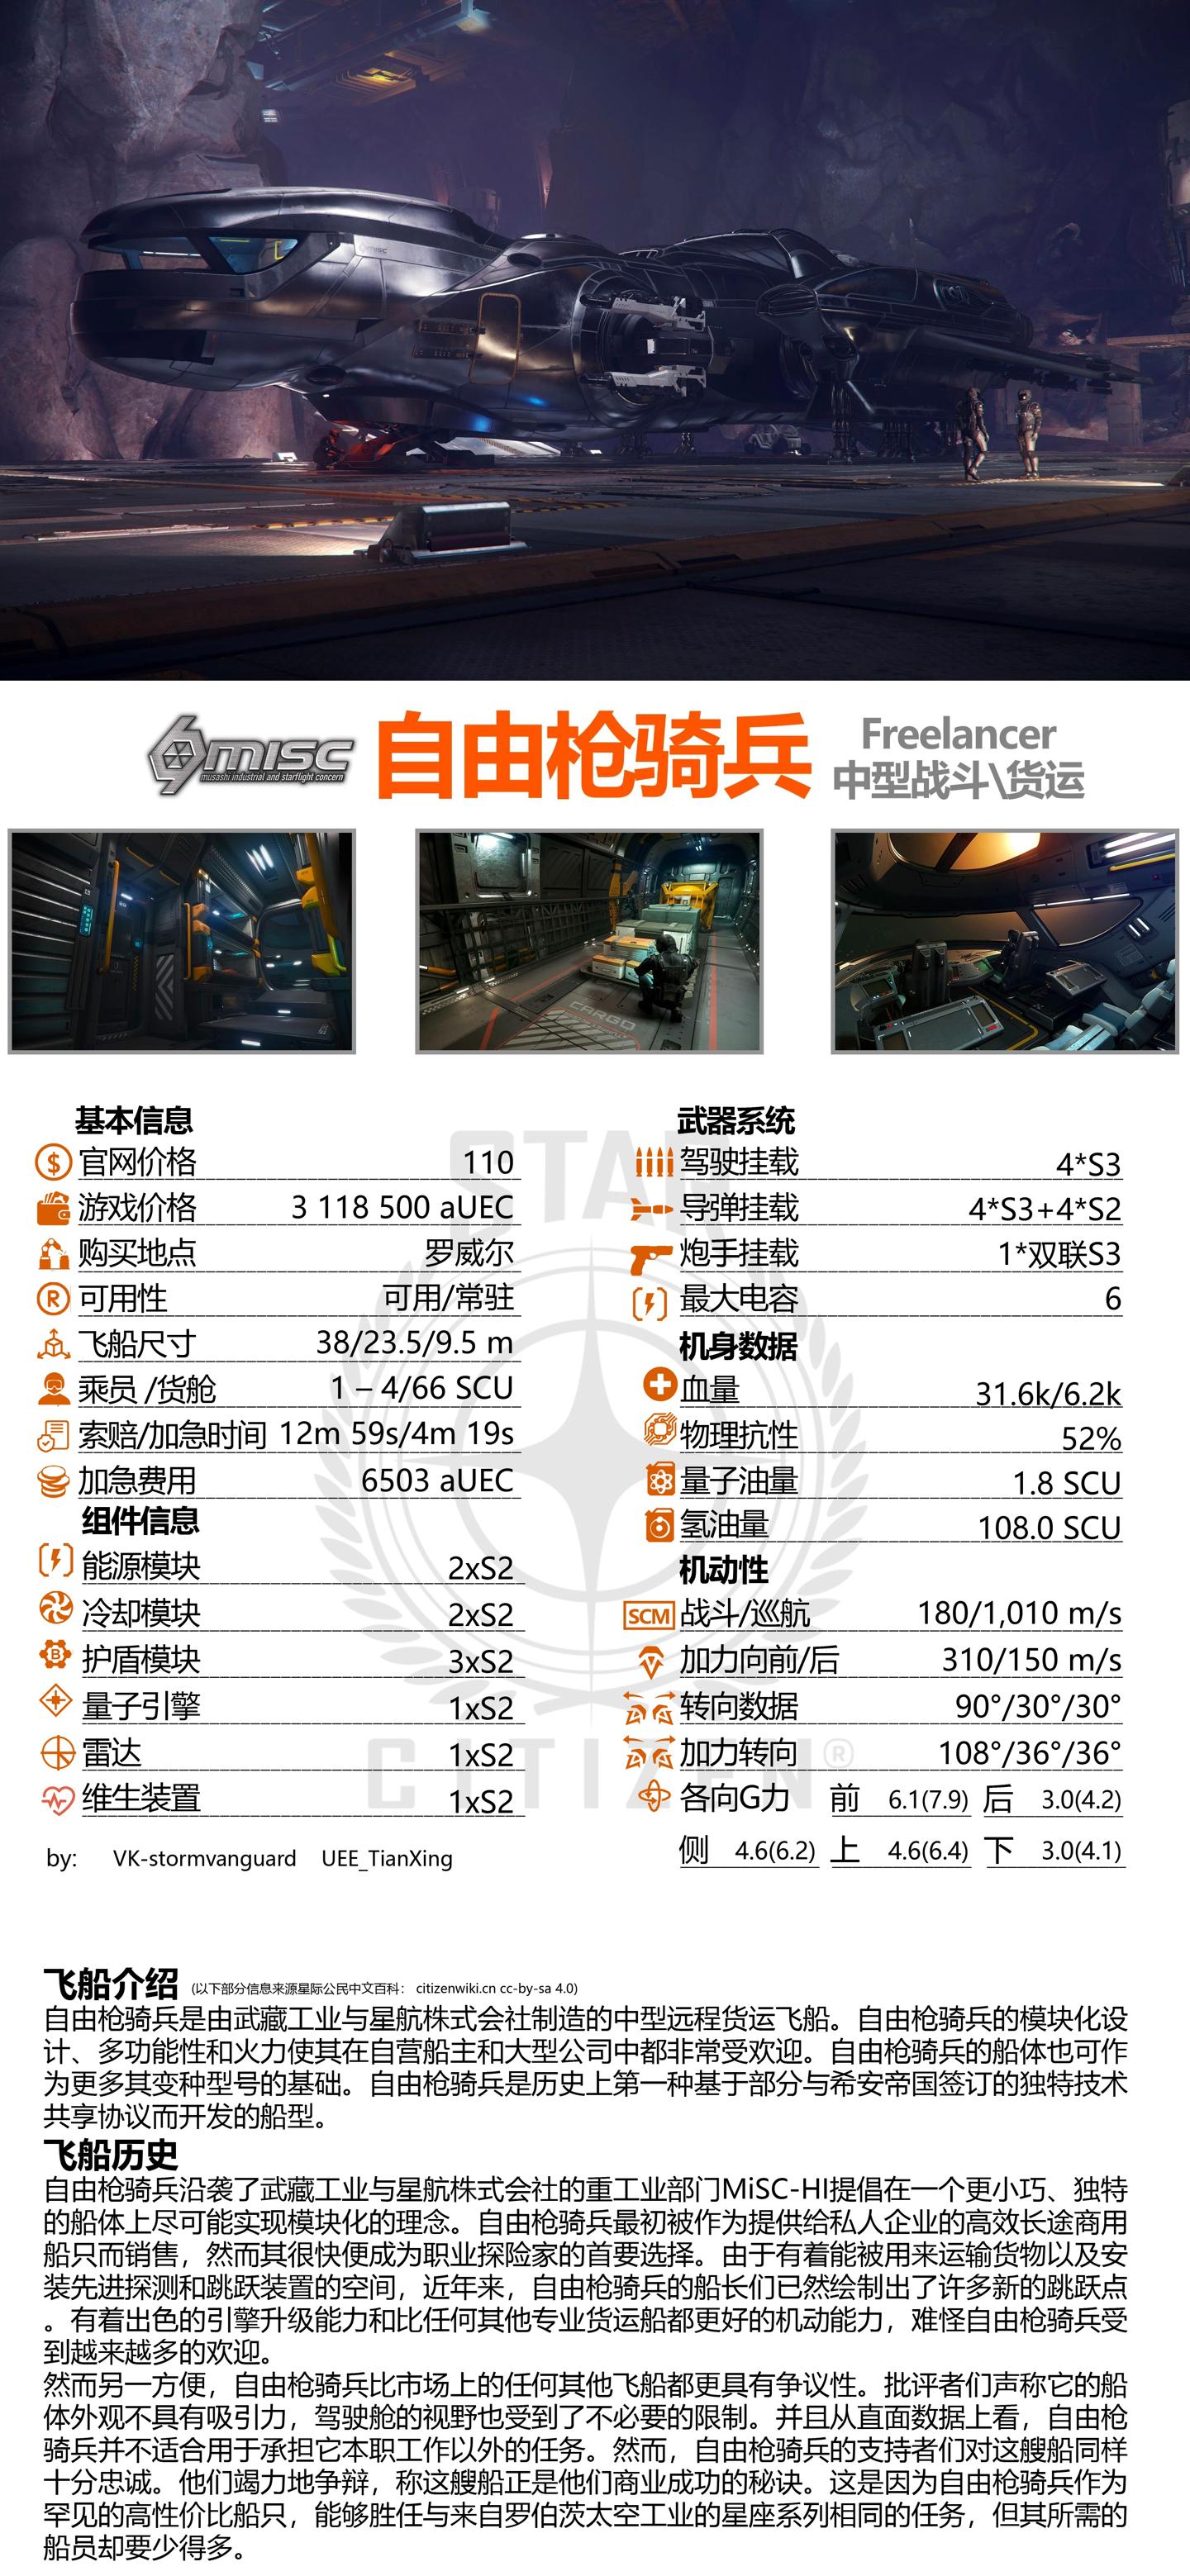 MISC
musashi industrial and starflight concern
自由枪骑兵
Freelancer
中型战斗\货运
CARGO
基本信息
官网价格 110
游戏价格 3 118 500 aUEC
购买地点 罗威尔
可用性 可用/常驻
飞船尺寸 38/23.5/9.5 m
乘员 /货舱 1 – 4/66 SCU
索赔/加急时间 12m 59s/4m 19s
加急费用 6503 aUEC
组件信息
能源模块 2xS2
冷却模块 2xS2
护盾模块 3xS2
量子引擎 1xS2
雷达 1xS2
维生装置 1xS2
by: VK-stormvanguard UEE_TianXing
武器系统
驾驶挂载 4*S3
导弹挂载 4*S3+4*S2
炮手挂载 1*双联S3
最大电容 6
机身数据
血量 31.6k/6.2k
物理抗性 52%
量子油量 1.8 SCU
氢油量 108.0 SCU
机动性
SCM 战斗/巡航 180/1,010 m/s
加力向前/后 310/150 m/s
转向数据 90°/30°/30°
加力转向 108°/36°/36°
各向G力 前 6.1(7.9) 后 3.0(4.2)
侧 4.6(6.2) 上 4.6(6.4) 下 3.0(4.1)
STAR
CITIZEN®
飞船介绍 (以下部分信息来源星际公民中文百科： citizenwiki.cn cc-by-sa 4.0)
自由枪骑兵是由武藏工业与星航株式会社制造的中型远程货运飞船。自由枪骑兵的模块化设
计、多功能性和火力使其在自营船主和大型公司中都非常受欢迎。自由枪骑兵的船体也可作
为更多其变种型号的基础。自由枪骑兵是历史上第一种基于部分与希安帝国签订的独特技术
共享协议而开发的船型。
飞船历史
自由枪骑兵沿袭了武藏工业与星航株式会社的重工业部门MiSC-HI提倡在一个更小巧、独特
的船体上尽可能实现模块化的理念。自由枪骑兵最初被作为提供给私人企业的高效长途商用
船只而销售，然而其很快便成为职业探险家的首要选择。由于有着能被用来运输货物以及安
装先进探测和跳跃装置的空间，近年来，自由枪骑兵的船长们已然绘制出了许多新的跳跃点
。有着出色的引擎升级能力和比任何其他专业货运船都更好的机动能力，难怪自由枪骑兵受
到越来越多的欢迎。
然而另一方便，自由枪骑兵比市场上的任何其他飞船都更具有争议性。批评者们声称它的船
体外观不具有吸引力，驾驶舱的视野也受到了不必要的限制。并且从直面数据上看，自由枪
骑兵并不适合用于承担它本职工作以外的任务。然而，自由枪骑兵的支持者们对这艘船同样
十分忠诚。他们竭力地争辩，称这艘船正是他们商业成功的秘诀。这是因为自由枪骑兵作为
罕见的高性价比船只，能够胜任与来自罗伯茨太空工业的星座系列相同的任务，但其所需的
船员却要少得多。